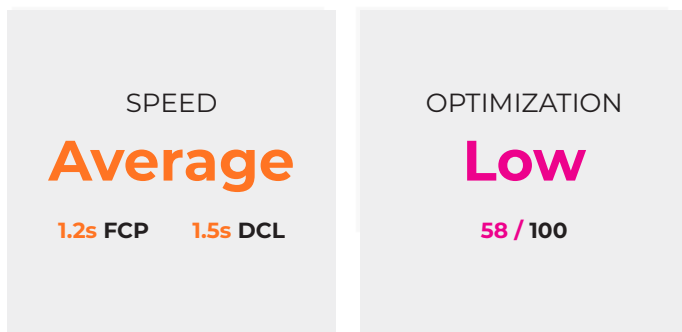 SPEED
Average
1.2s FCP 1.5s DCL
OPTIMIZATION
Low
58 / 100